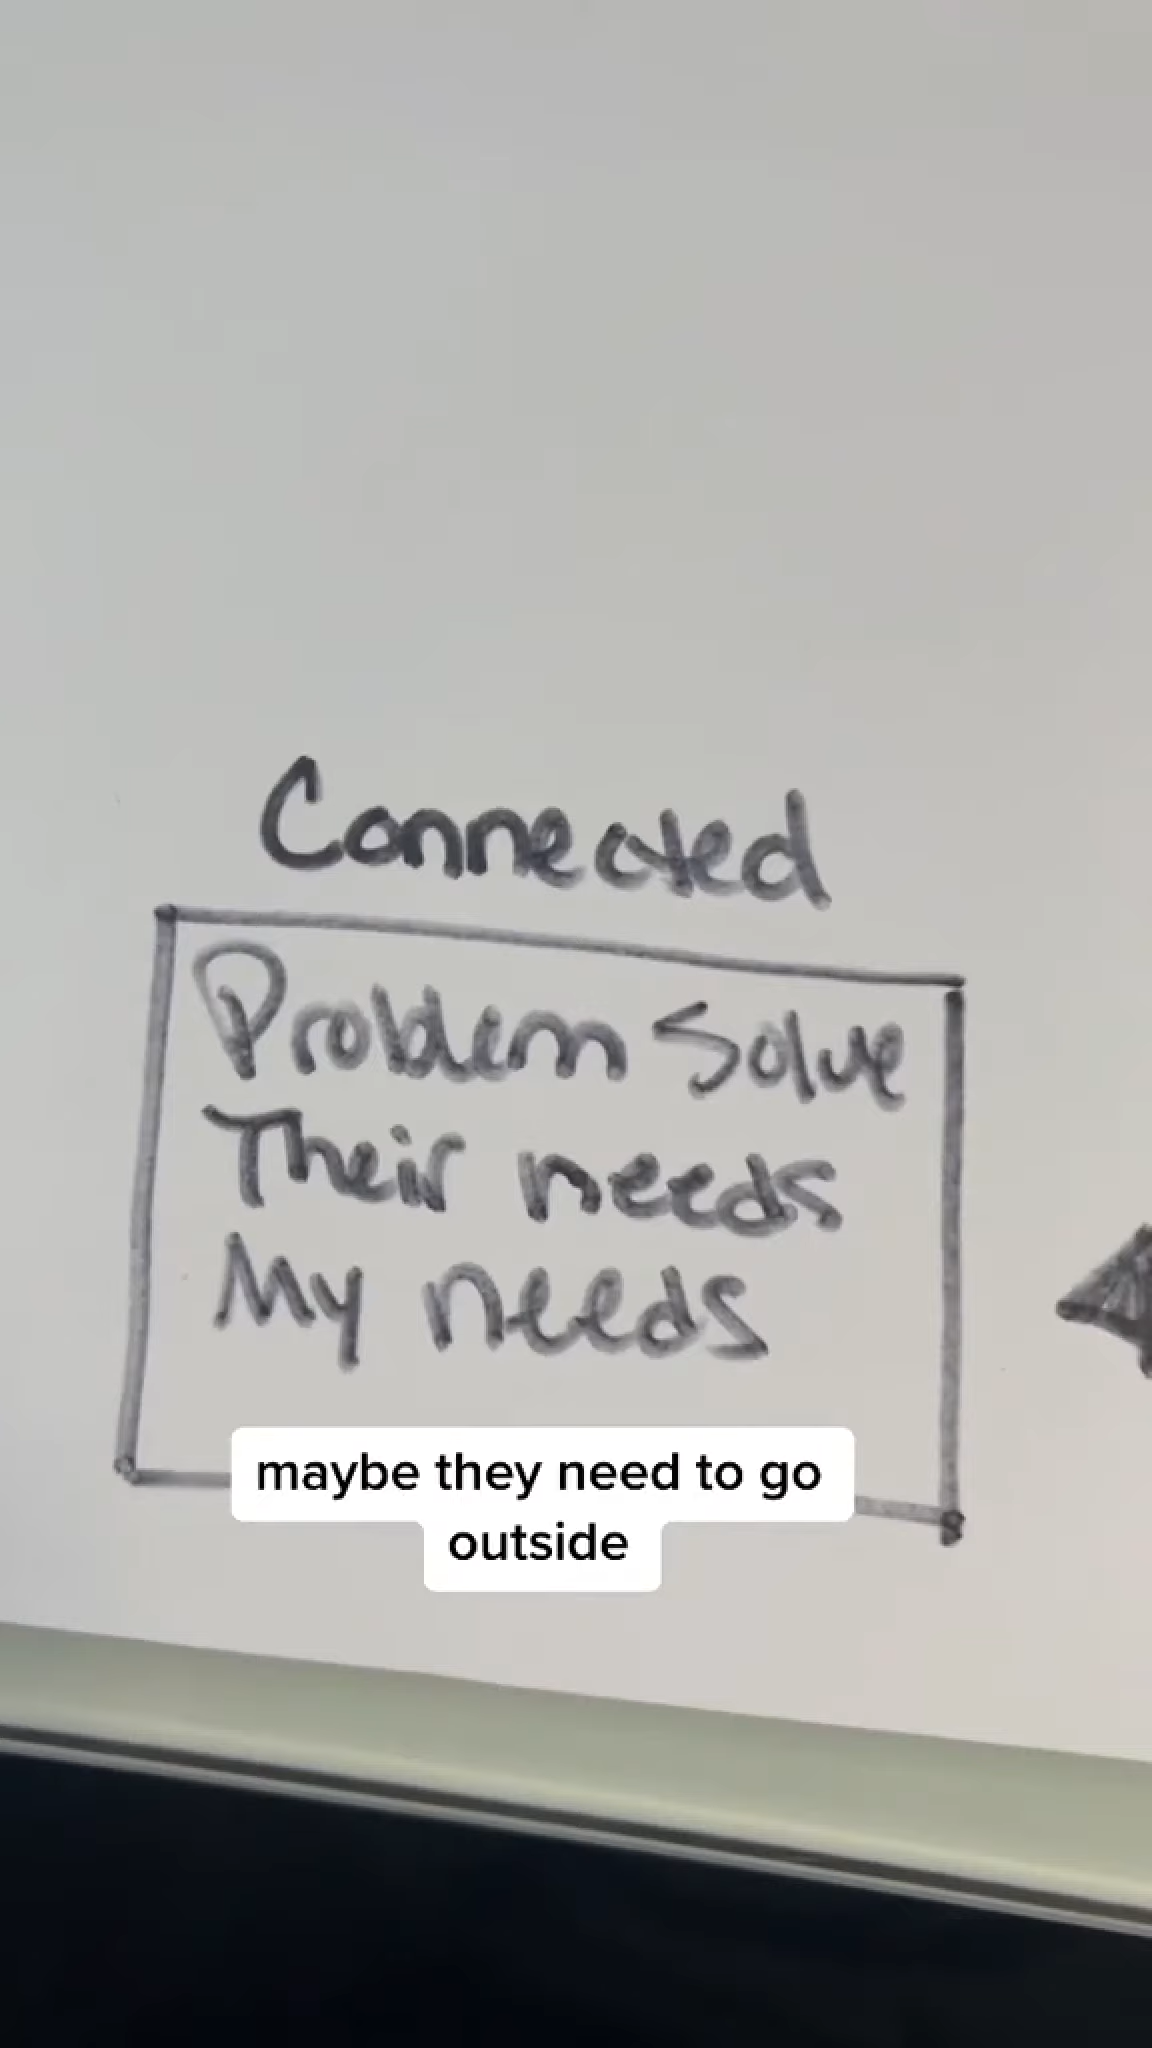 Connected
Problem Solve
Their needs
My needs
maybe they need to go
outside